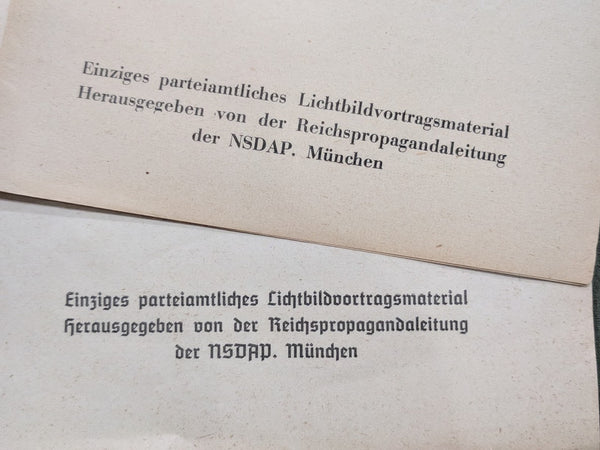 Einziges parteiamtliches Lichtbildvortragsmaterial
Herausgegeben von der Reichspropagandaleitung
der NSDAP. München
Einziges parteiamtliches Lichtbildvortragsmaterial
Herausgegeben von der Reichspropagandaleitung
der NSDAP. München